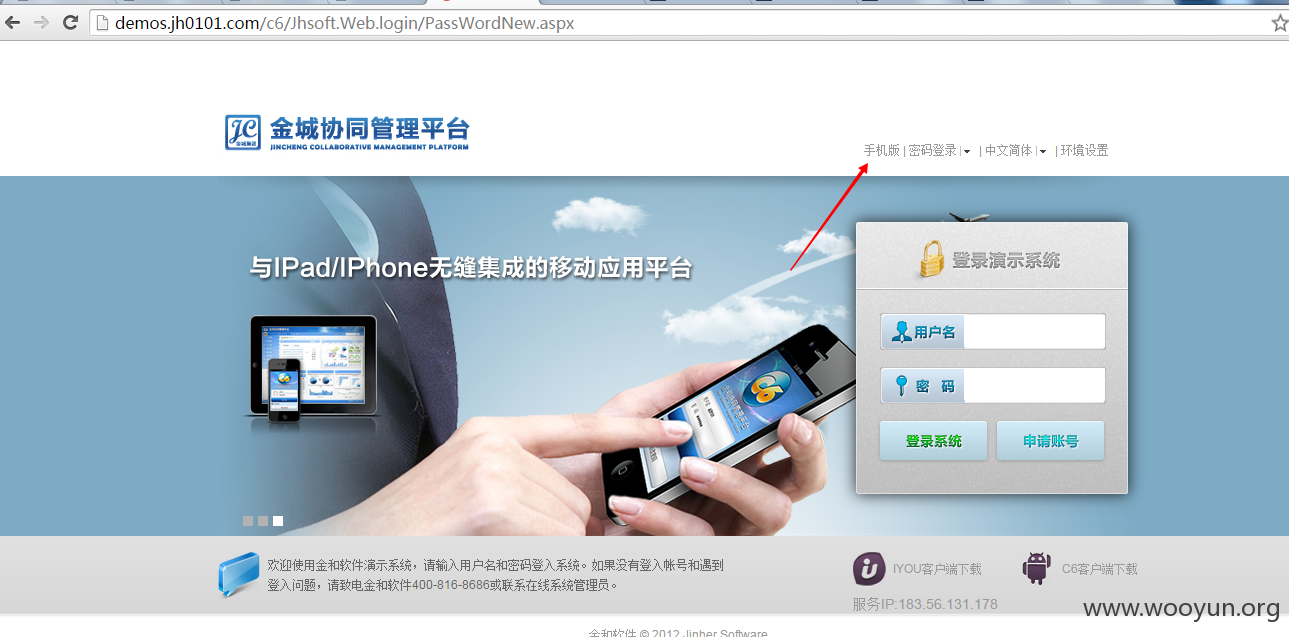 demos.jh0101.com/c6/Jhsoft.Web.login/PassWordNew.aspx
JC
金城集团
金城协同管理平台
JINCHENG COLLABORATIVE MANAGEMENT PLATFORM
手机版 | 密码登录 | | 中文简体 | | 环境设置
与IPad/IPhone无缝集成的移动应用平台
登录演示系统
用户名
密 码
登录系统 申请账号
欢迎使用金和软件演示系统，请输入用户名和密码登入系统。如果没有登入帐号和遇到
登入问题，请致电金和软件400-816-8686或联系在线系统管理员。
IYOU客户端下载 C6客户端下载
服务IP:183.56.131.178
www.wooyun.org
金和软件 © 2012 Jinher Software